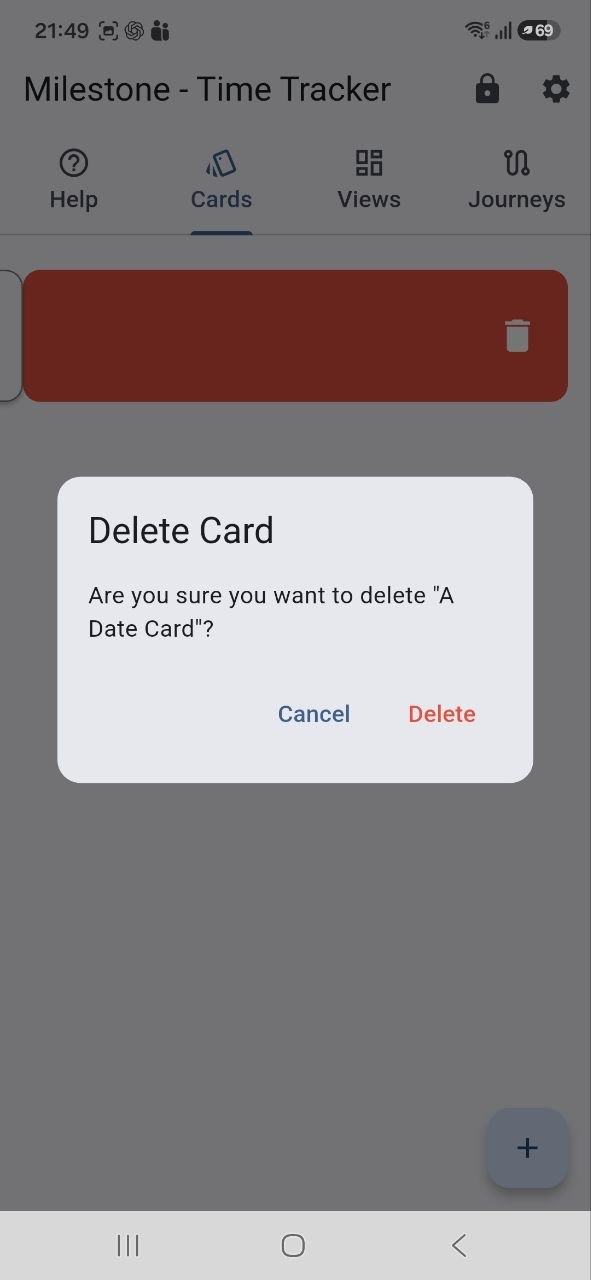 21:49
6
69
Milestone - Time Tracker
Help
Cards
Views
Journeys
Delete Card
Are you sure you want to delete "A
Date Card"?
Cancel
Delete